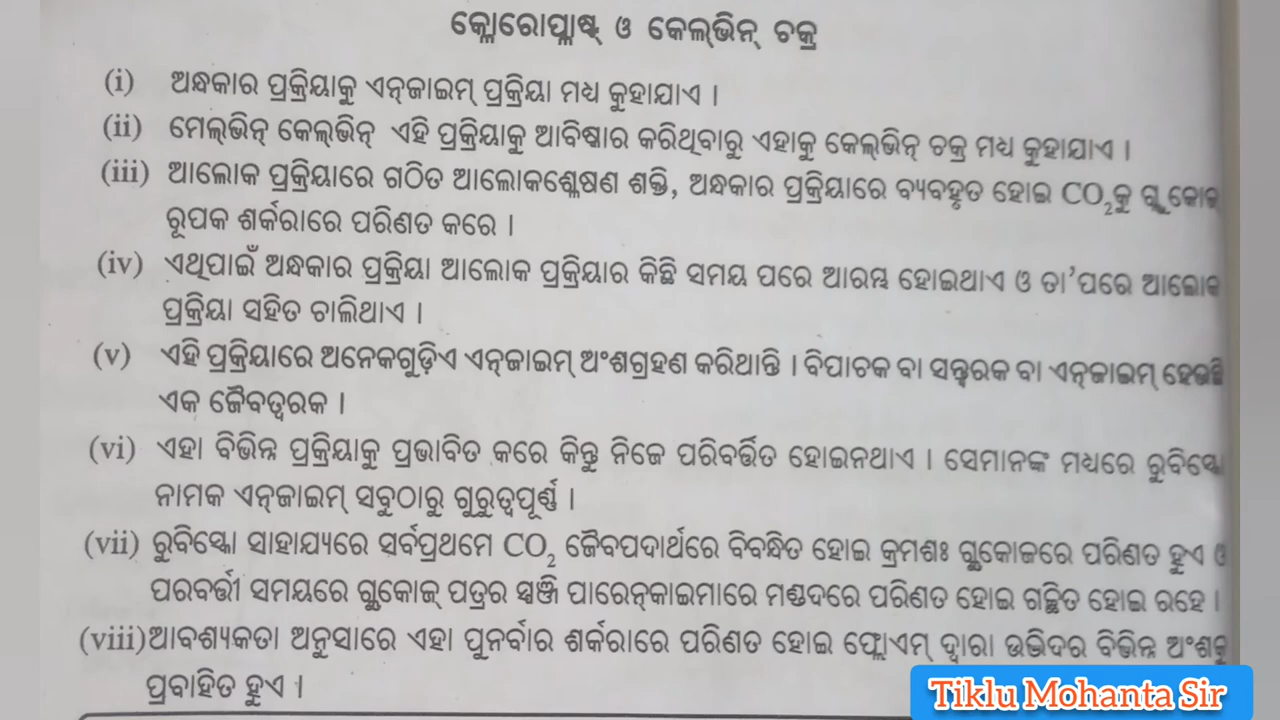 କ୍ଲୋରୋପ୍ଲାଷ୍ଟ୍ ଓ କେଲ୍‌ଭିନ୍ ଚକ୍ର
(i) ଅନ୍ଧକାର ପ୍ରକ୍ରିୟାକୁ ଏନ୍‌ଜାଇମ୍ ପ୍ରକ୍ରିୟା ମଧ୍ୟ କୁହାଯାଏ ।
(ii) ମେଲ୍‌ଭିନ୍ କେଲ୍‌ଭିନ୍ ଏହି ପ୍ରକ୍ରିୟାକୁ ଆବିଷ୍କାର କରିଥିବାରୁ ଏହାକୁ କେଲ୍‌ଭିନ୍ ଚକ୍ର ମଧ୍ୟ କୁହାଯାଏ ।
(iii) ଆଲୋକ ପ୍ରକ୍ରିୟାରେ ଗଠିତ ଆଲୋକଶ୍ଳେଷଣ ଶକ୍ତି, ଅନ୍ଧକାର ପ୍ରକ୍ରିୟାରେ ବ୍ୟବହୃତ ହୋଇ CO₂କୁ ଗ୍ଲୁକୋଜ୍
ରୂପକ ଶର୍କରାରେ ପରିଣତ କରେ ।
(iv) ଏଥିପାଇଁ ଅନ୍ଧକାର ପ୍ରକ୍ରିୟା ଆଲୋକ ପ୍ରକ୍ରିୟାର କିଛି ସମୟ ପରେ ଆରମ୍ଭ ହୋଇଥାଏ ଓ ତା’ପରେ ଆଲୋକ
ପ୍ରକ୍ରିୟା ସହିତ ଚାଲିଥାଏ ।
(v) ଏହି ପ୍ରକ୍ରିୟାରେ ଅନେକଗୁଡ଼ିଏ ଏନ୍‌ଜାଇମ୍ ଅଂଶଗ୍ରହଣ କରିଥାନ୍ତି । ବିପାଚକ ବା ସନ୍ତ୍ୱରକ ବା ଏନ୍‌ଜାଇମ୍ ହେଉଛି
ଏକ ଜୈବତ୍ୱରକ ।
(vi) ଏହା ବିଭିନ୍ନ ପ୍ରକ୍ରିୟାକୁ ପ୍ରଭାବିତ କରେ କିନ୍ତୁ ନିଜେ ପରିବର୍ତ୍ତିତ ହୋଇନଥାଏ । ସେମାନଙ୍କ ମଧ୍ୟରେ ରୁବିସ୍କୋ
ନାମକ ଏନ୍‌ଜାଇମ୍ ସବୁଠାରୁ ଗୁରୁତ୍ୱପୂର୍ଣ୍ଣ ।
(vii) ରୁବିସ୍କୋ ସାହାଯ୍ୟରେ ସର୍ବପ୍ରଥମେ CO₂ ଜୈବପଦାର୍ଥରେ ବିବନ୍ଧିତ ହୋଇ କ୍ରମଶଃ ଗ୍ଲୁକୋଜରେ ପରିଣତ ହୁଏ ଓ
ପରବର୍ତ୍ତୀ ସମୟରେ ଗ୍ଲୁକୋଜ୍ ପତ୍ରର ସ୍ପଞ୍ଜି ପାରେନ୍‌କାଇମାରେ ମଣ୍ଡଦରେ ପରିଣତ ହୋଇ ଗଚ୍ଛିତ ହୋଇ ରହେ ।
(viii) ଆବଶ୍ୟକତା ଅନୁସାରେ ଏହା ପୁନର୍ବାର ଶର୍କରାରେ ପରିଣତ ହୋଇ ଫ୍ଲୋଏମ୍ ଦ୍ୱାରା ଉଦ୍ଭିଦର ବିଭିନ୍ନ ଅଂଶକୁ
ପ୍ରବାହିତ ହୁଏ ।
Tiklu Mohanta Sir